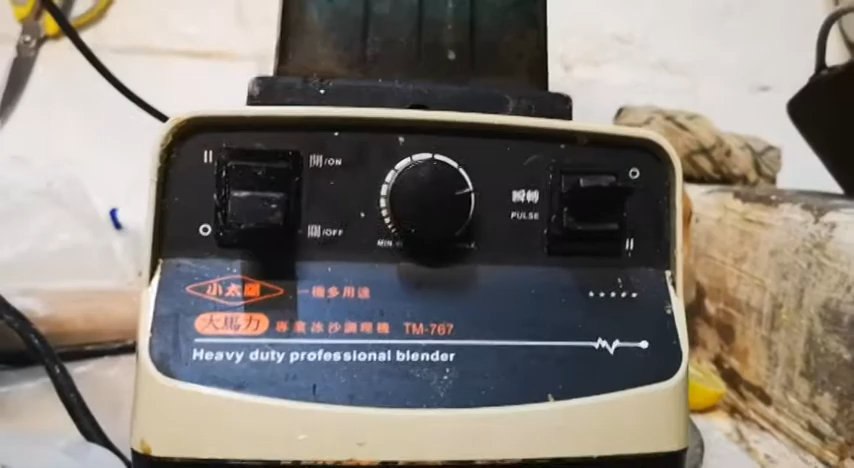 開/ON
關/OFF
MIN
瞬轉
PULSE
小太陽 一機多用途
大馬力 專業冰沙調理機 TM-767
Heavy duty professional blender